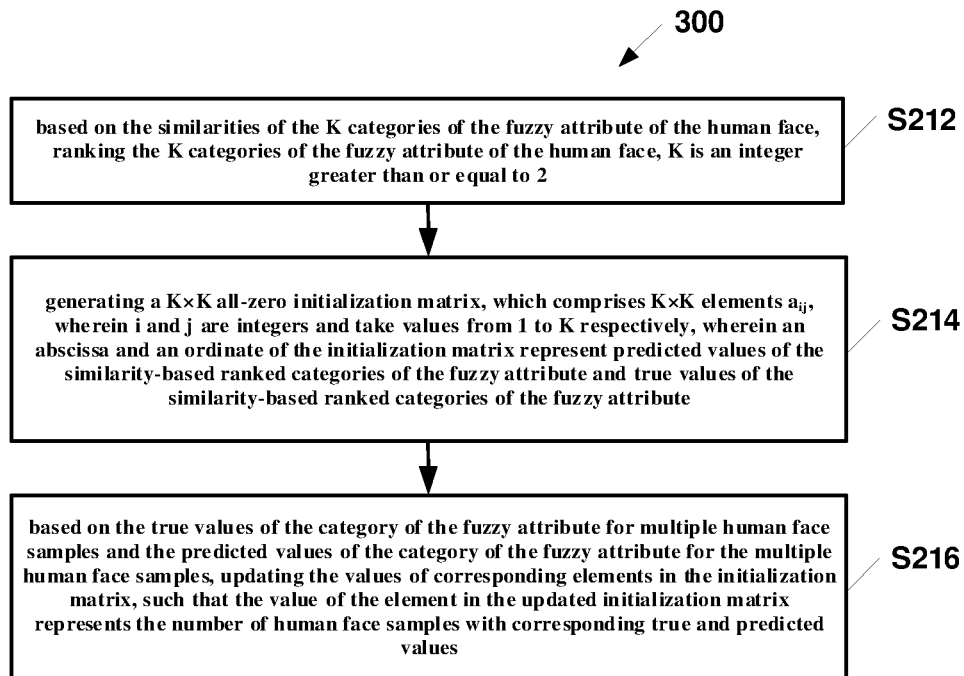 300
based on the similarities of the K categories of the fuzzy attribute of the human face,
ranking the K categories of the fuzzy attribute of the human face, K is an integer
greater than or equal to 2
S212
generating a K×K all-zero initialization matrix, which comprises K×K elements aᵢⱼ,
wherein i and j are integers and take values from 1 to K respectively, wherein an
abscissa and an ordinate of the initialization matrix represent predicted values of the
similarity-based ranked categories of the fuzzy attribute and true values of the
similarity-based ranked categories of the fuzzy attribute
S214
based on the true values of the category of the fuzzy attribute for multiple human face
samples and the predicted values of the category of the fuzzy attribute for the multiple
human face samples, updating the values of corresponding elements in the initialization
matrix, such that the value of the element in the updated initialization matrix
represents the number of human face samples with corresponding true and predicted
values
S216